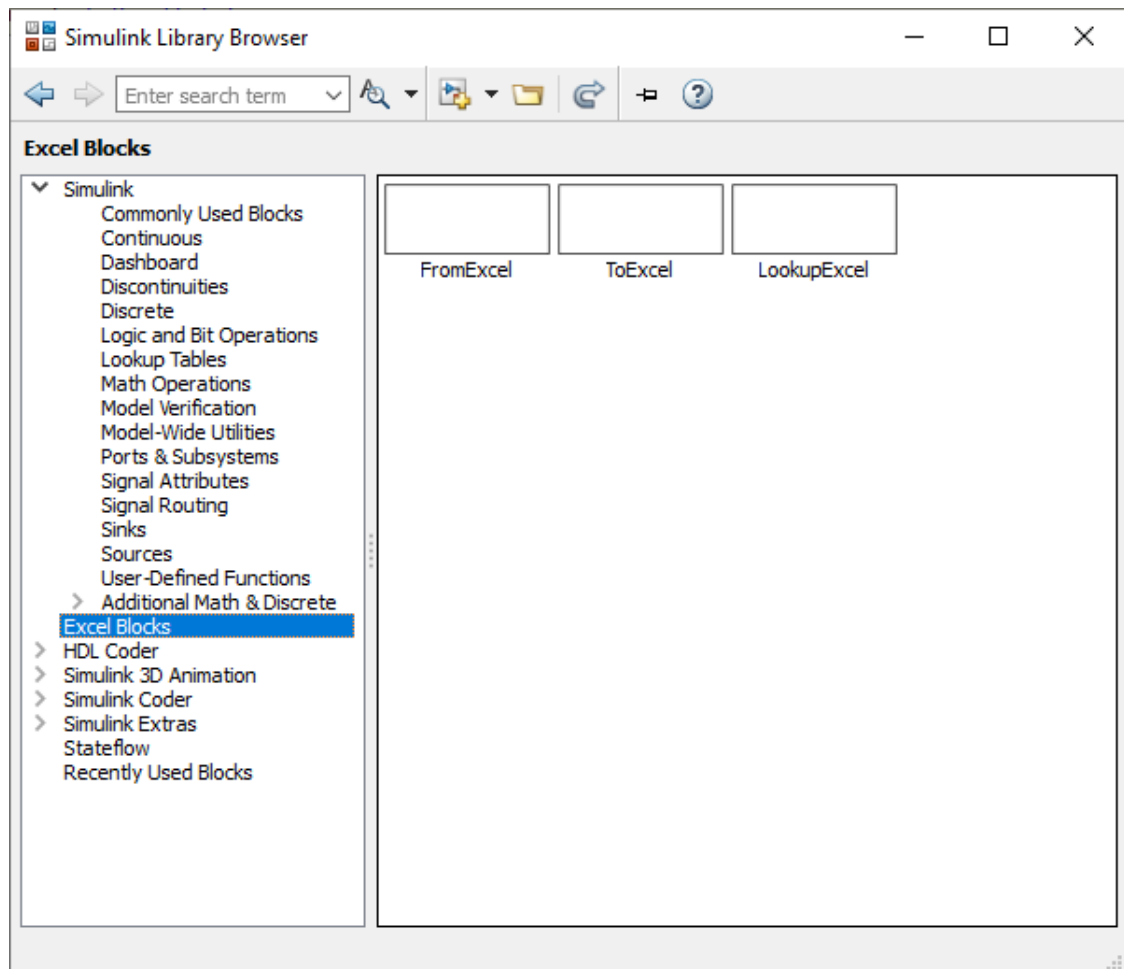 Simulink Library Browser
Enter search term
Excel Blocks
Simulink
Commonly Used Blocks
Continuous
Dashboard
Discontinuities
Discrete
Logic and Bit Operations
Lookup Tables
Math Operations
Model Verification
Model-Wide Utilities
Ports & Subsystems
Signal Attributes
Signal Routing
Sinks
Sources
User-Defined Functions
Additional Math & Discrete
Excel Blocks
HDL Coder
Simulink 3D Animation
Simulink Coder
Simulink Extras
Stateflow
Recently Used Blocks
FromExcel ToExcel LookupExcel